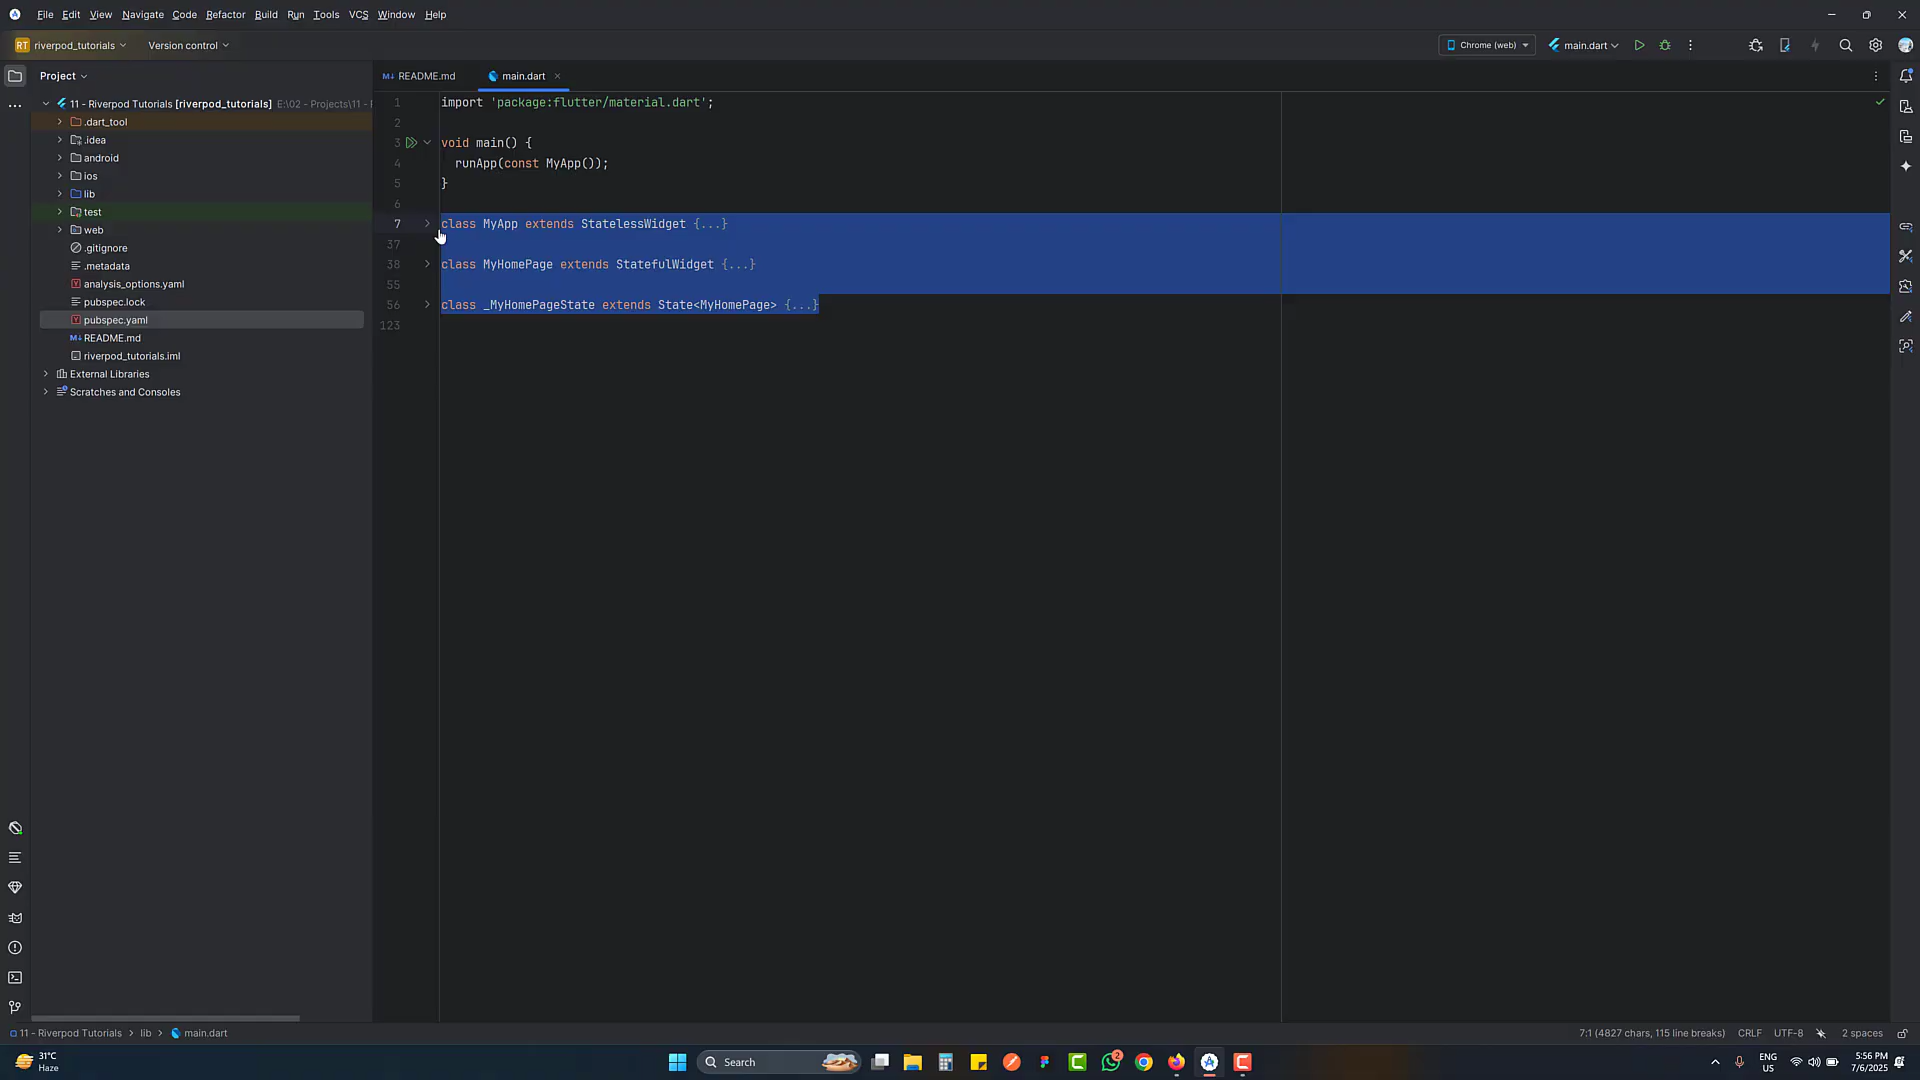 File Edit View Navigate Code Refactor Build Run Tools VCS Window Help
RT riverpod_tutorials Version control Chrome (web) main.dart
Project README.md main.dart
11 - Riverpod Tutorials [riverpod_tutorials] E:\02 - Projects\11 - F
.dart_tool
.idea
android
ios
lib
test
web
.gitignore
.metadata
analysis_options.yaml
pubspec.lock
pubspec.yaml
README.md
riverpod_tutorials.iml
External Libraries
Scratches and Consoles
1 import 'package:flutter/material.dart';
2
3 void main() {
4 runApp(const MyApp());
5 }
6
7 class MyApp extends StatelessWidget {...}
37
38 class MyHomePage extends StatefulWidget {...}
55
56 class _MyHomePageState extends State<MyHomePage> {...}
123
11 - Riverpod Tutorials > lib > main.dart 7:1 (4827 chars, 115 line breaks) CRLF UTF-8 2 spaces
31°C
Haze
Search
2
ENG
US
5:56 PM
7/6/2025